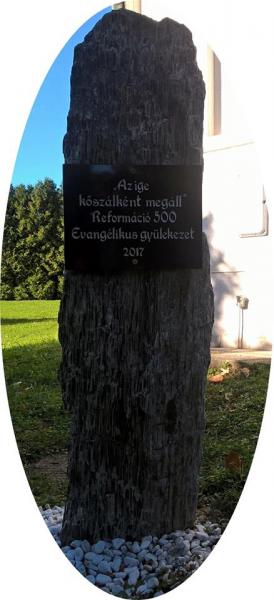 „Az ige
kőszálként megáll”
Reformáció 500
Evangélikus gyülekezet
2017